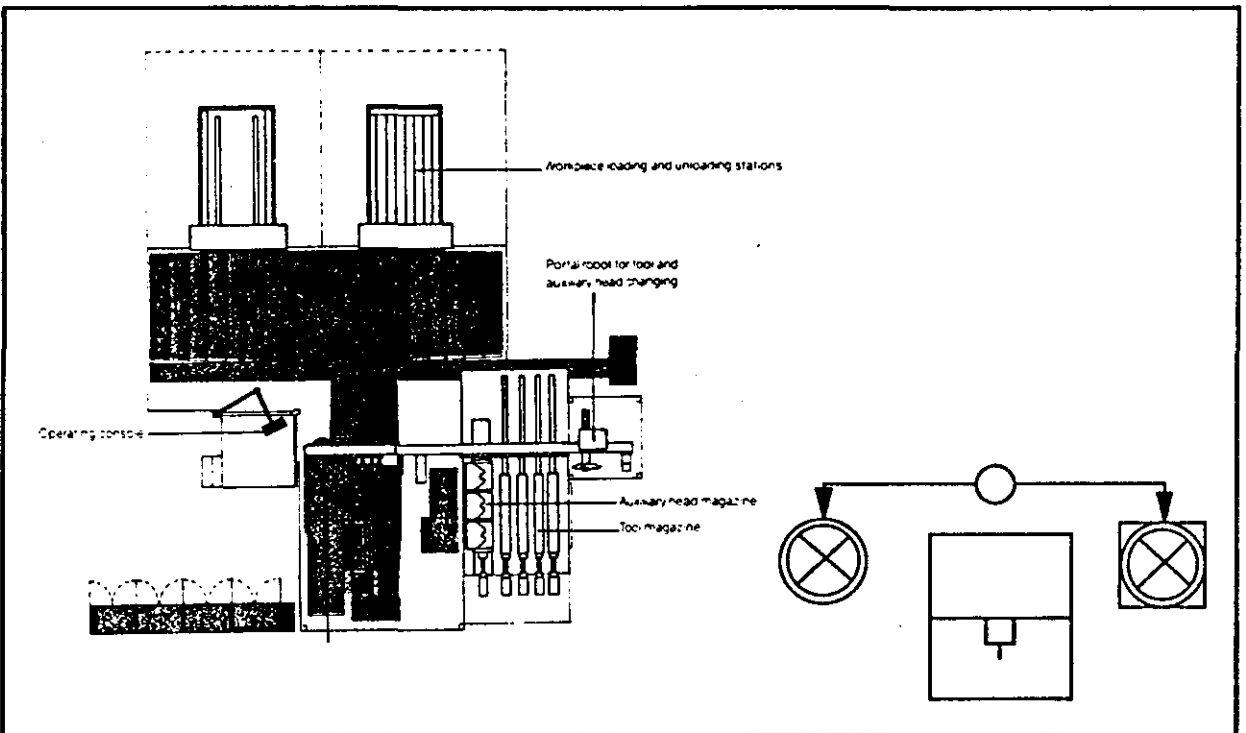 Workpiece loading and unloading stations
Portal robot for tool and
auxiliary head changing
Operating console
Auxiliary head magazine
Tool magazine